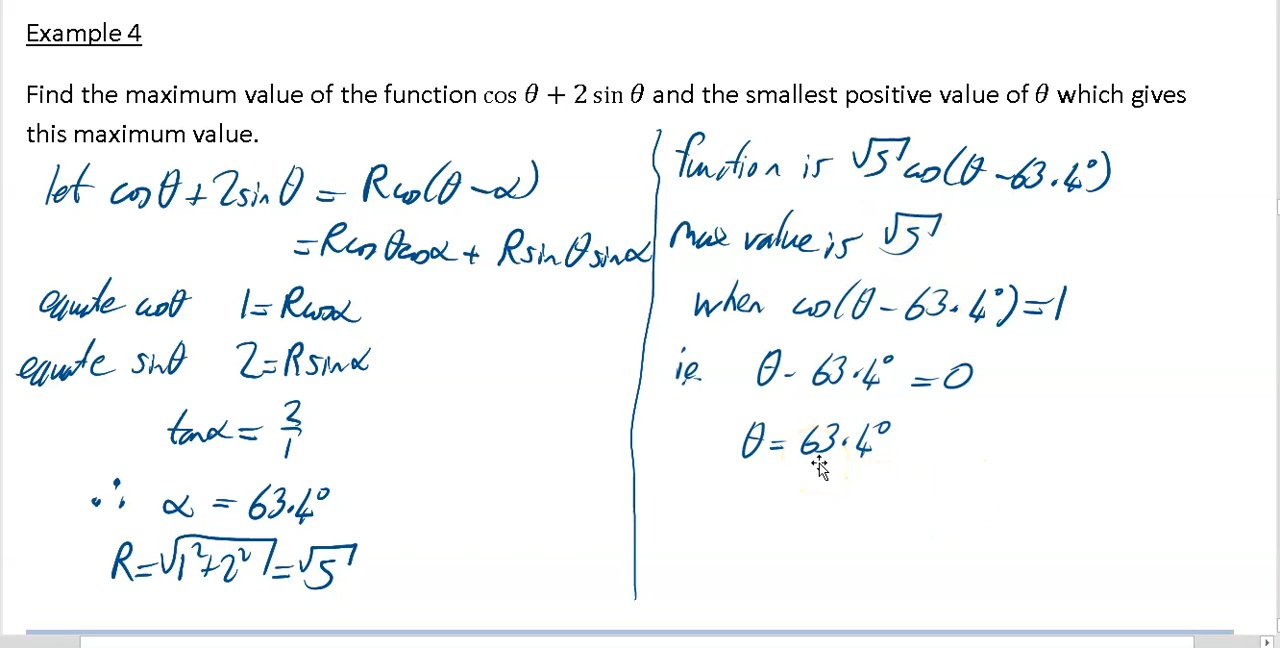 Example 4
Find the maximum value of the function cos θ + 2 sin θ and the smallest positive value of θ which gives
this maximum value.
let cosθ + 2sinθ = Rcos(θ - α)
= Rcosθcosα + Rsinθsinα
equate cosθ 1 = Rcosα
equate sinθ 2 = Rsinα
tanα = 2/1
∴ α = 63.4°
R = √1²+2² = √5
function is √5 cos(θ - 63.4°)
max value is √5
when cos(θ - 63.4°) = 1
ie θ - 63.4° = 0
θ = 63.4°